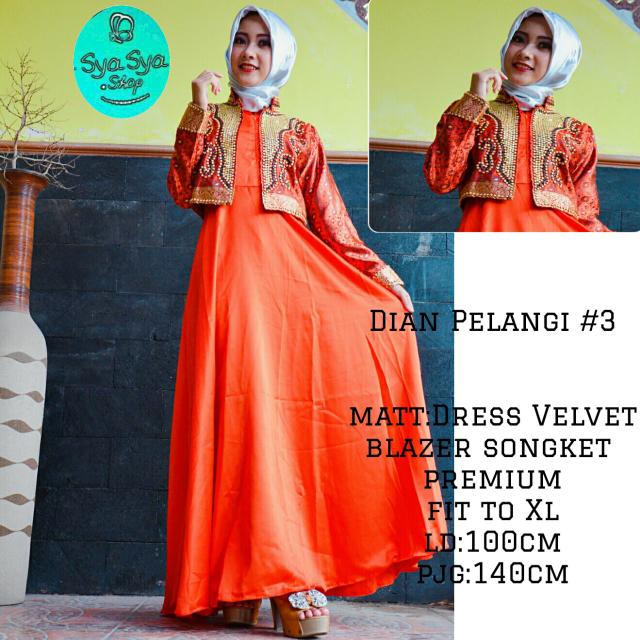 Sya Sya
.Shop
Dian Pelangi #3
matt:Dress Velvet
blazer songket
premium
fit to Xl
ld:100cm
pjg:140cm